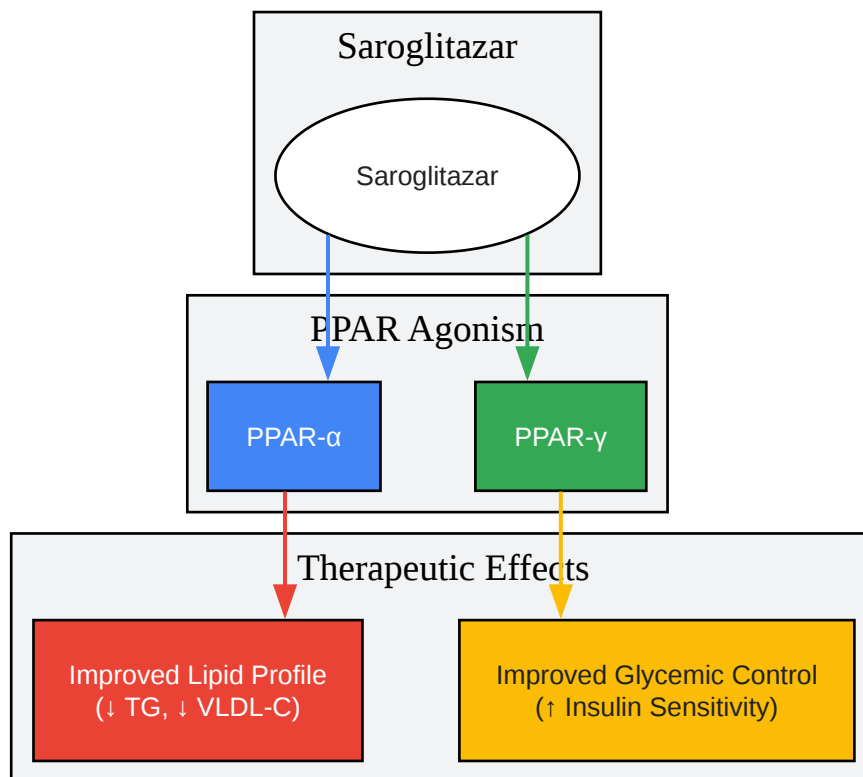 Saroglitazar
Saroglitazar
PPAR Agonism
PPAR-α
PPAR-γ
Therapeutic Effects
Improved Lipid Profile
(↓ TG, ↓ VLDL-C)
Improved Glycemic Control
(↑ Insulin Sensitivity)